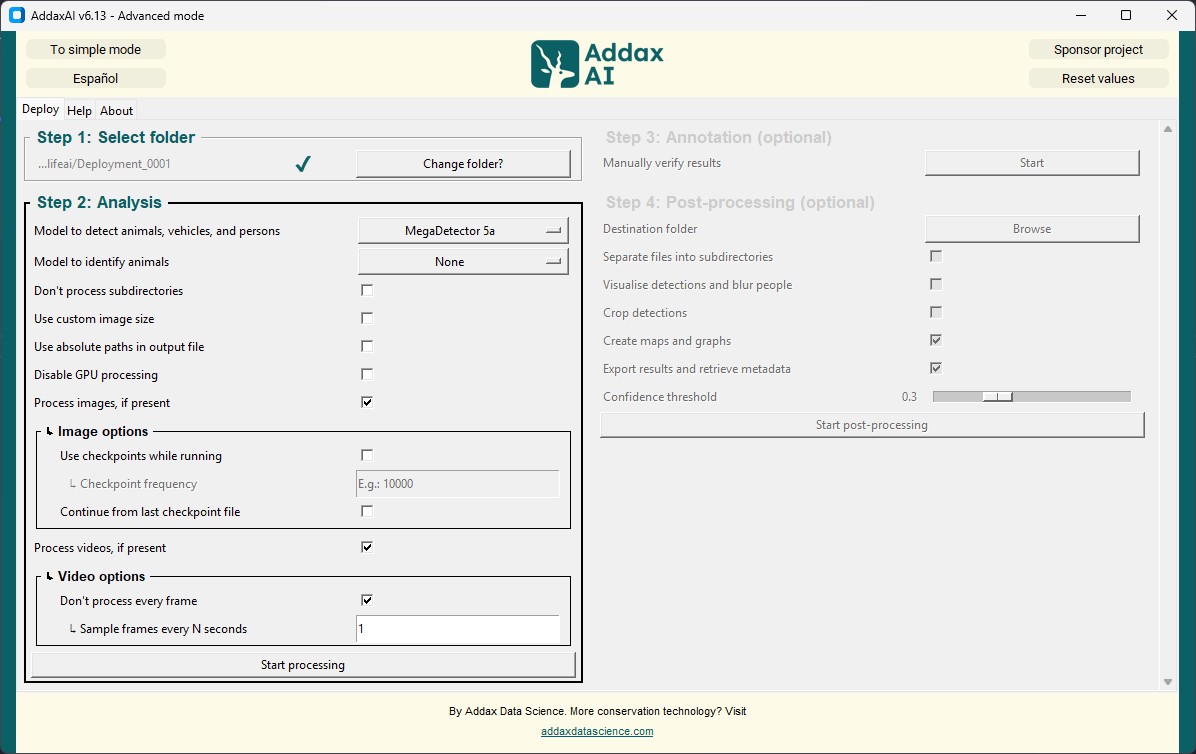 AddaxAI v6.13 - Advanced mode
To simple mode
Español
Addax
AI
Sponsor project
Reset values
Deploy Help About
Step 1: Select folder
...lifeai/Deployment_0001 ✓ Change folder?
Step 2: Analysis
Model to detect animals, vehicles, and persons MegaDetector 5a
Model to identify animals None
Don't process subdirectories
Use custom image size
Use absolute paths in output file
Disable GPU processing
Process images, if present
↳ Image options
Use checkpoints while running
↳ Checkpoint frequency E.g.: 10000
Continue from last checkpoint file
Process videos, if present
↳ Video options
Don't process every frame
↳ Sample frames every N seconds 1
Start processing
Step 3: Annotation (optional)
Manually verify results Start
Step 4: Post-processing (optional)
Destination folder Browse
Separate files into subdirectories
Visualise detections and blur people
Crop detections
Create maps and graphs
Export results and retrieve metadata
Confidence threshold 0.3
Start post-processing
By Addax Data Science. More conservation technology? Visit
addaxdatascience.com